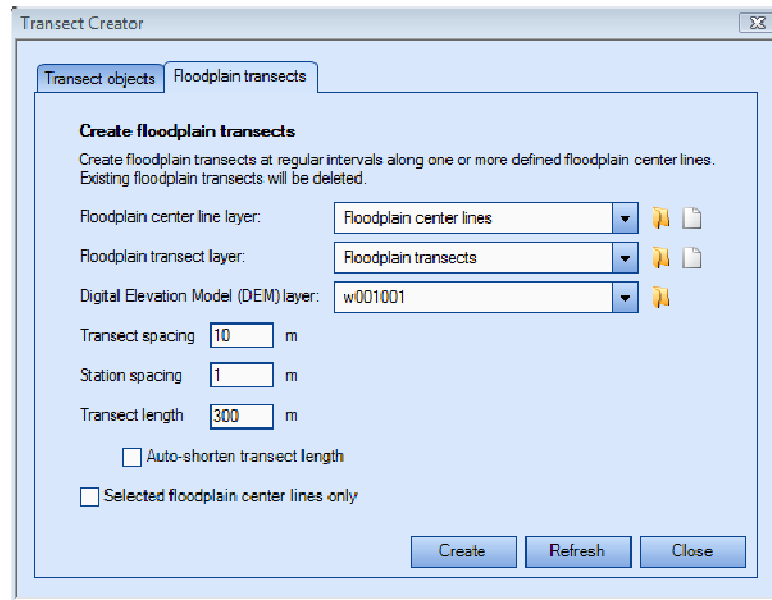 Transect Creator
Transect objects
Floodplain transects
Create floodplain transects
Create floodplain transects at regular intervals along one or more defined floodplain center lines.
Existing floodplain transects will be deleted.
Floodplain center line layer:
Floodplain center lines
Floodplain transect layer:
Floodplain transects
Digital Elevation Model (DEM) layer:
w001001
Transect spacing 10 m
Station spacing 1 m
Transect length 300 m
Auto-shorten transect length
Selected floodplain center lines only
Create
Refresh
Close